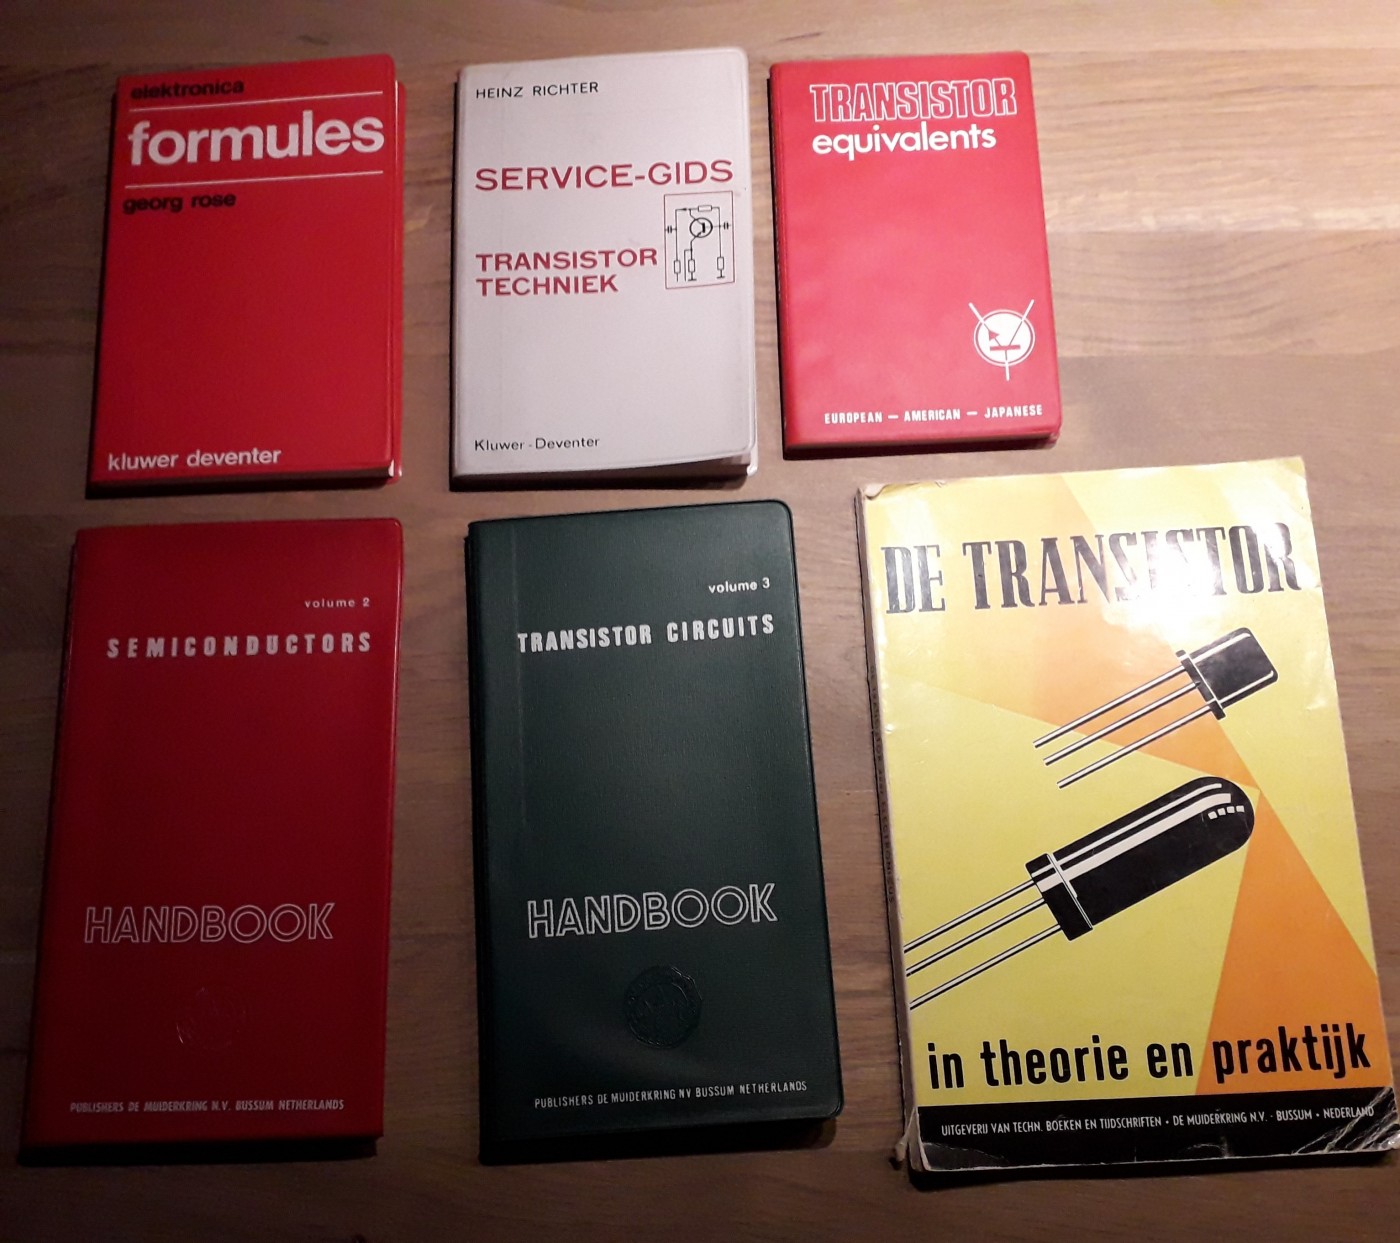 elektronica
formules
georg rose
kluwer deventer
HEINZ RICHTER
SERVICE-GIDS
TRANSISTOR
TECHNIEK
Kluwer - Deventer
TRANSISTOR
equivalents
EUROPEAN — AMERICAN — JAPANESE
volume 2
SEMICONDUCTORS
HANDBOOK
PUBLISHERS DE MUIDERKRING N.V. BUSSUM NETHERLANDS
volume 3
TRANSISTOR CIRCUITS
HANDBOOK
PUBLISHERS DE MUIDERKRING NV BUSSUM NETHERLANDS
DE TRANSISTOR
in theorie en praktijk
UITGEVERIJ VAN TECHN. BOEKEN EN TIJDSCHRIFTEN • DE MUIDERKRING N.V. • BUSSUM • NEDERLAND